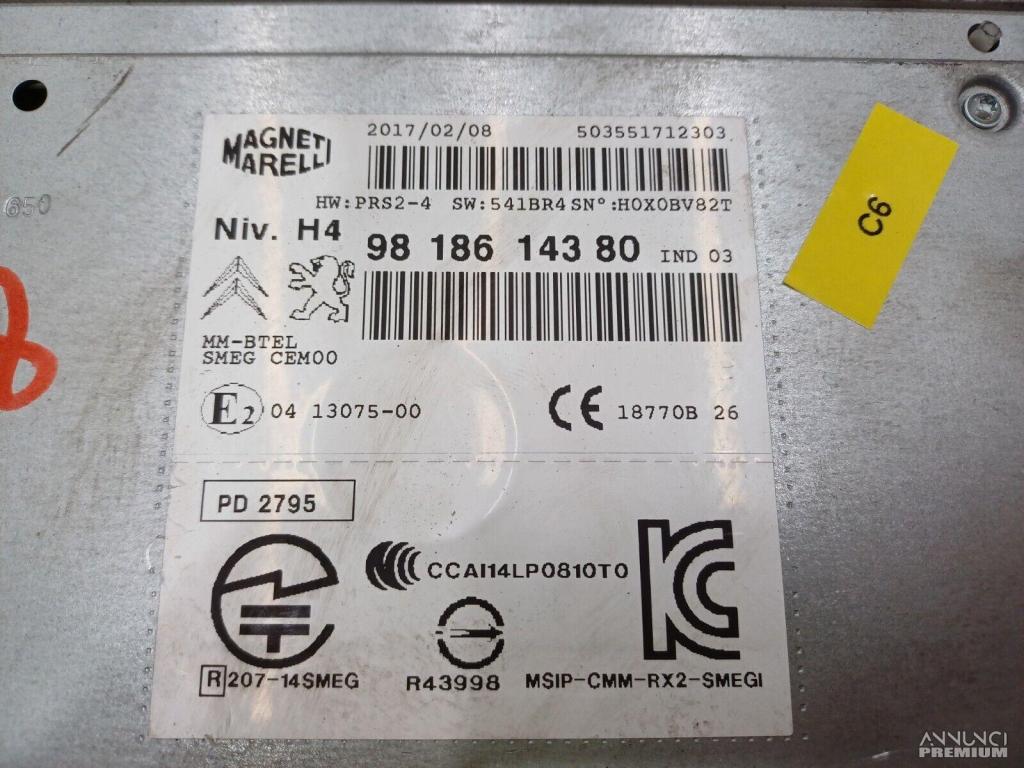 MAGNETI MARELLI
2017/02/08 503551712303
HW:PRS2-4 SW:541BR4 SN°:H0X0BV82T
Niv. H4 98 186 143 80 IND 03
MM-BTEL
SMEG CEM00
E2 04 13075-00 CE 18770B 26
PD 2795
CCAI14LP0810T0
R 207-14SMEG R43998 MSIP-CMM-RX2-SMEGI
C6
650
ANNUNCI
PREMIUM